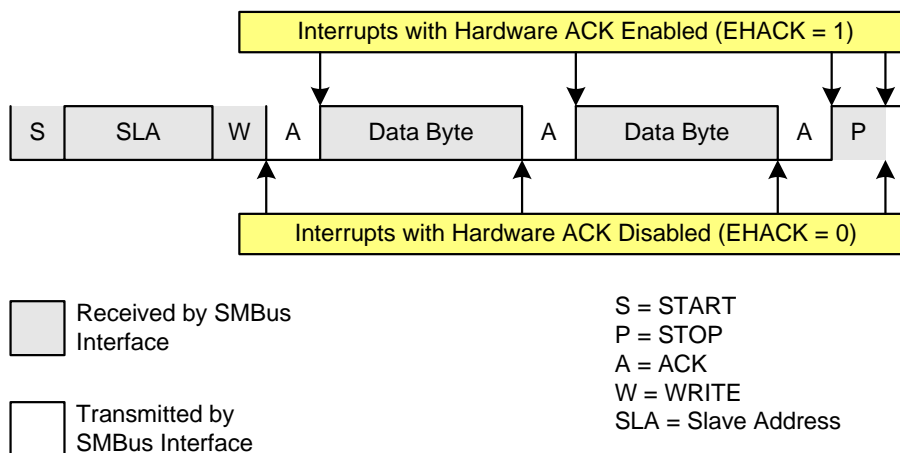 Interrupts with Hardware ACK Enabled (EHACK = 1)
S SLA W A Data Byte A Data Byte A P
Interrupts with Hardware ACK Disabled (EHACK = 0)
Received by SMBus
Interface
Transmitted by
SMBus Interface
S = START
P = STOP
A = ACK
W = WRITE
SLA = Slave Address